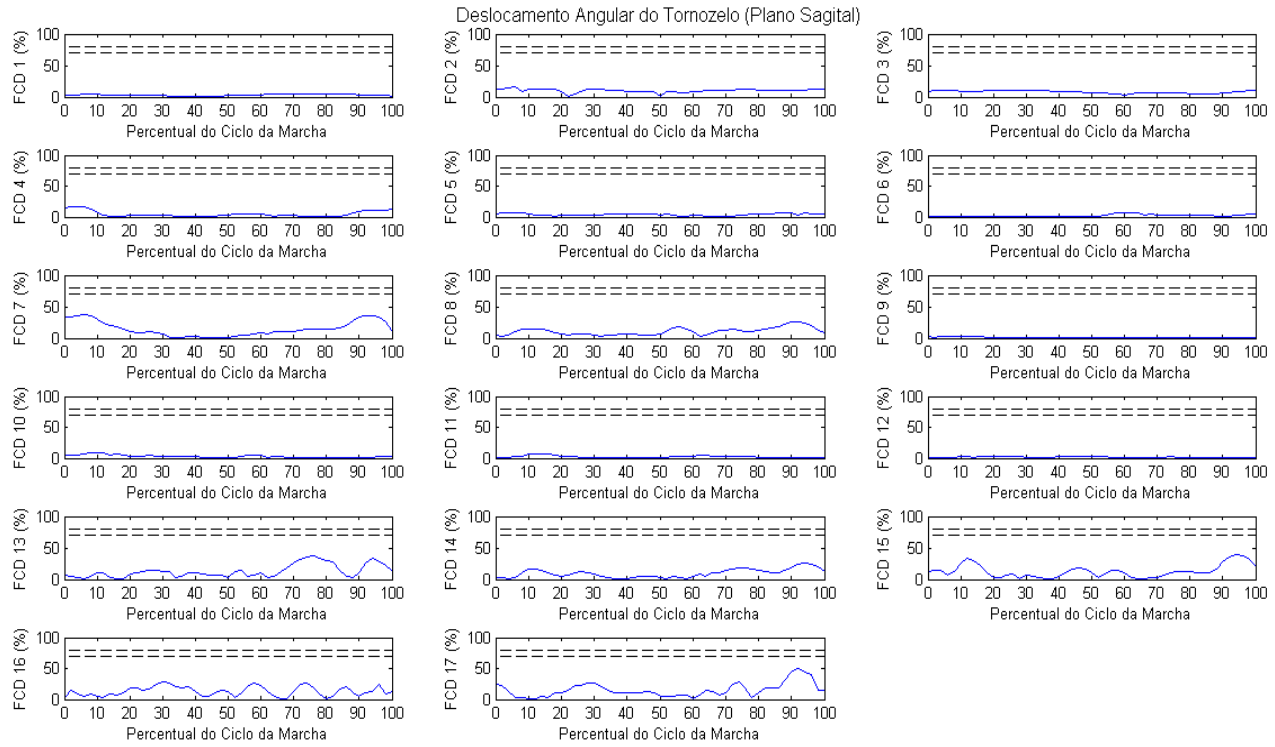 Deslocamento Angular do Tornozelo (Plano Sagital)
FCD 1 (%)
100
50
0
0 10 20 30 40 50 60 70 80 90 100
Percentual do Ciclo da Marcha
FCD 2 (%)
100
50
0
0 10 20 30 40 50 60 70 80 90 100
Percentual do Ciclo da Marcha
FCD 3 (%)
100
50
0
0 10 20 30 40 50 60 70 80 90 100
Percentual do Ciclo da Marcha
FCD 4 (%)
100
50
0
0 10 20 30 40 50 60 70 80 90 100
Percentual do Ciclo da Marcha
FCD 5 (%)
100
50
0
0 10 20 30 40 50 60 70 80 90 100
Percentual do Ciclo da Marcha
FCD 6 (%)
100
50
0
0 10 20 30 40 50 60 70 80 90 100
Percentual do Ciclo da Marcha
FCD 7 (%)
100
50
0
0 10 20 30 40 50 60 70 80 90 100
Percentual do Ciclo da Marcha
FCD 8 (%)
100
50
0
0 10 20 30 40 50 60 70 80 90 100
Percentual do Ciclo da Marcha
FCD 9 (%)
100
50
0
0 10 20 30 40 50 60 70 80 90 100
Percentual do Ciclo da Marcha
FCD 10 (%)
100
50
0
0 10 20 30 40 50 60 70 80 90 100
Percentual do Ciclo da Marcha
FCD 11 (%)
100
50
0
0 10 20 30 40 50 60 70 80 90 100
Percentual do Ciclo da Marcha
FCD 12 (%)
100
50
0
0 10 20 30 40 50 60 70 80 90 100
Percentual do Ciclo da Marcha
FCD 13 (%)
100
50
0
0 10 20 30 40 50 60 70 80 90 100
Percentual do Ciclo da Marcha
FCD 14 (%)
100
50
0
0 10 20 30 40 50 60 70 80 90 100
Percentual do Ciclo da Marcha
FCD 15 (%)
100
50
0
0 10 20 30 40 50 60 70 80 90 100
Percentual do Ciclo da Marcha
FCD 16 (%)
100
50
0
0 10 20 30 40 50 60 70 80 90 100
Percentual do Ciclo da Marcha
FCD 17 (%)
100
50
0
0 10 20 30 40 50 60 70 80 90 100
Percentual do Ciclo da Marcha